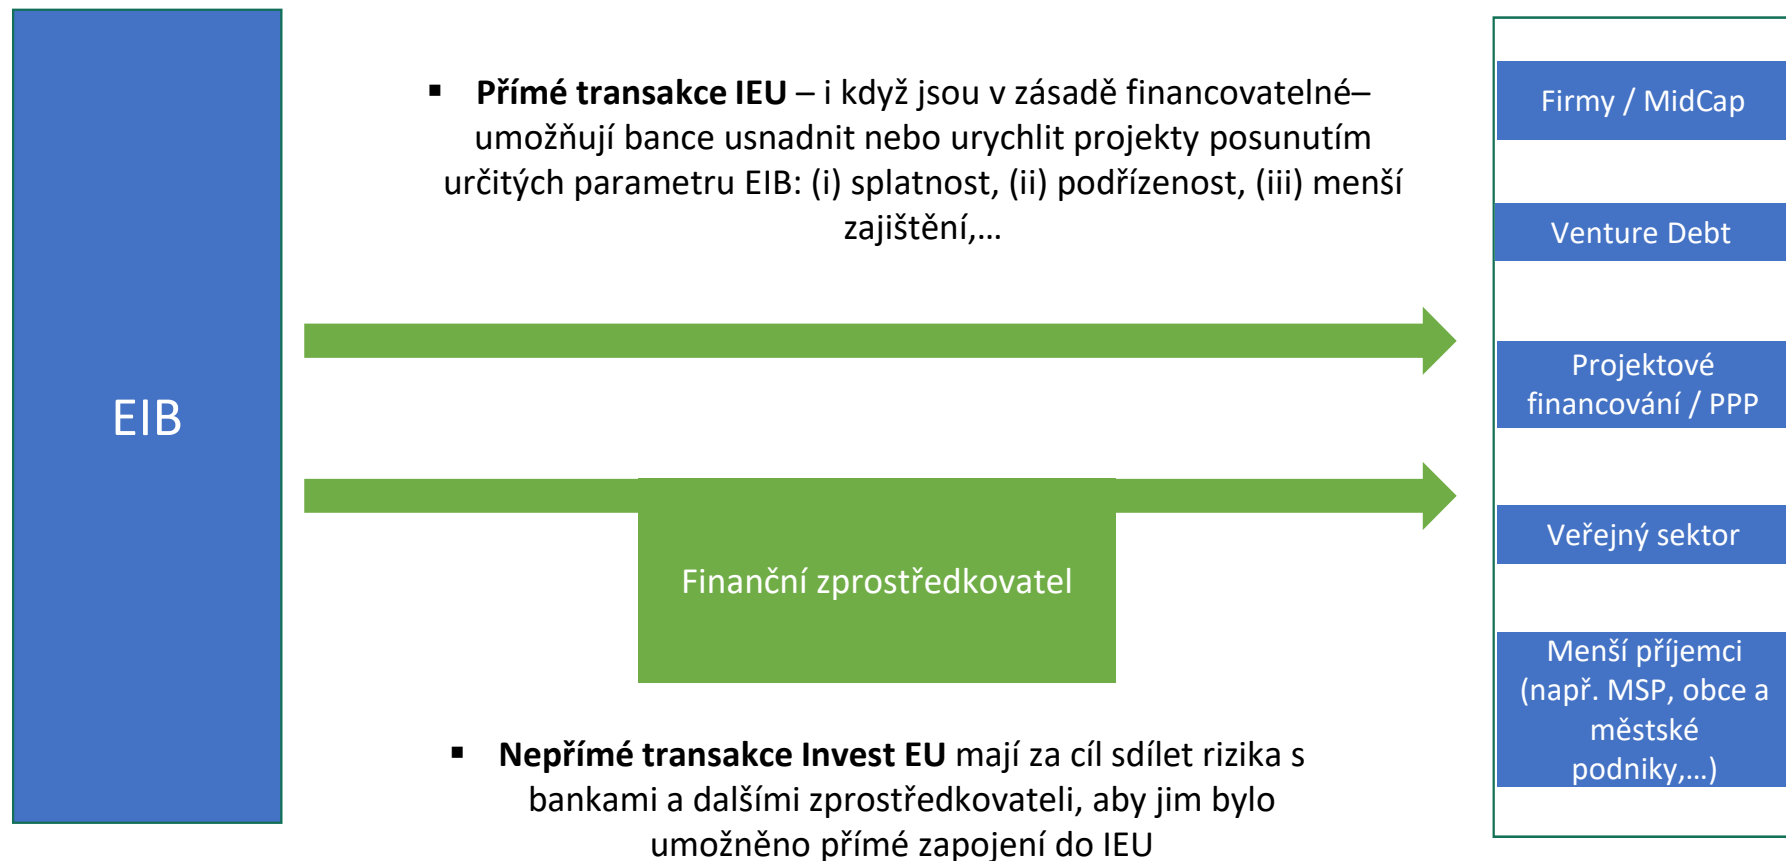 EIB
▪ Přímé transakce IEU – i když jsou v zásadě financovatelné–
umožňují bance usnadnit nebo urychlit projekty posunutím
určitých parametru EIB: (i) splatnost, (ii) podřízenost, (iii) menší
zajištění,...
Finanční zprostředkovatel
▪ Nepřímé transakce Invest EU mají za cíl sdílet rizika s
bankami a dalšími zprostředkovateli, aby jim bylo
umožněno přímé zapojení do IEU
Firmy / MidCap
Venture Debt
Projektové
financování / PPP
Veřejný sektor
Menší příjemci
(např. MSP, obce a
městské
podniky,...)